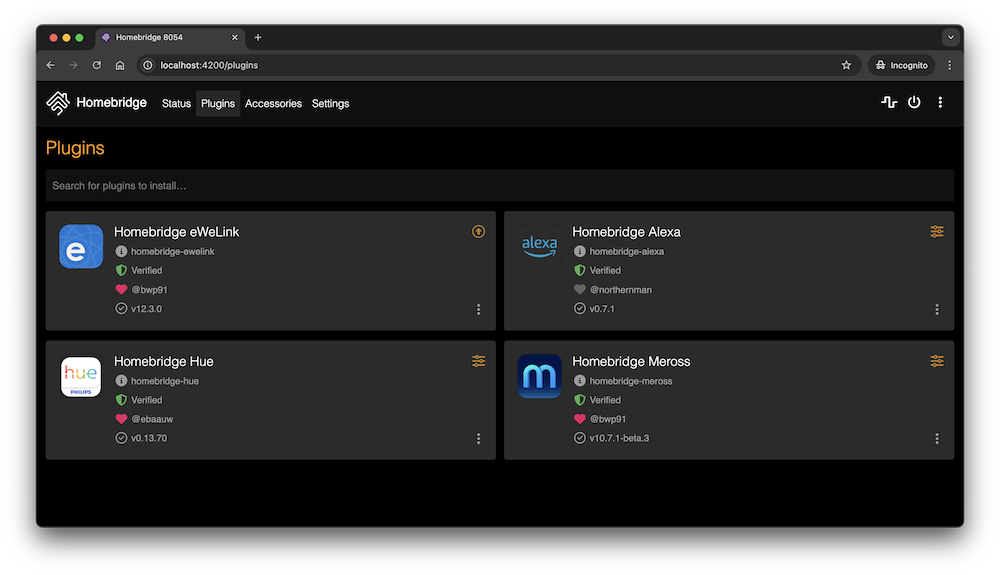 Homebridge 8054
localhost:4200/plugins
Incognito
Homebridge Status Plugins Accessories Settings
Plugins
Search for plugins to install…
e
Homebridge eWeLink
homebridge-ewelink
Verified
@bwp91
v12.3.0
alexa
Homebridge Alexa
homebridge-alexa
Verified
@northernman
v0.7.1
hue
PHILIPS
Homebridge Hue
homebridge-hue
Verified
@ebaauw
v0.13.70
m
Homebridge Meross
homebridge-meross
Verified
@bwp91
v10.7.1-beta.3